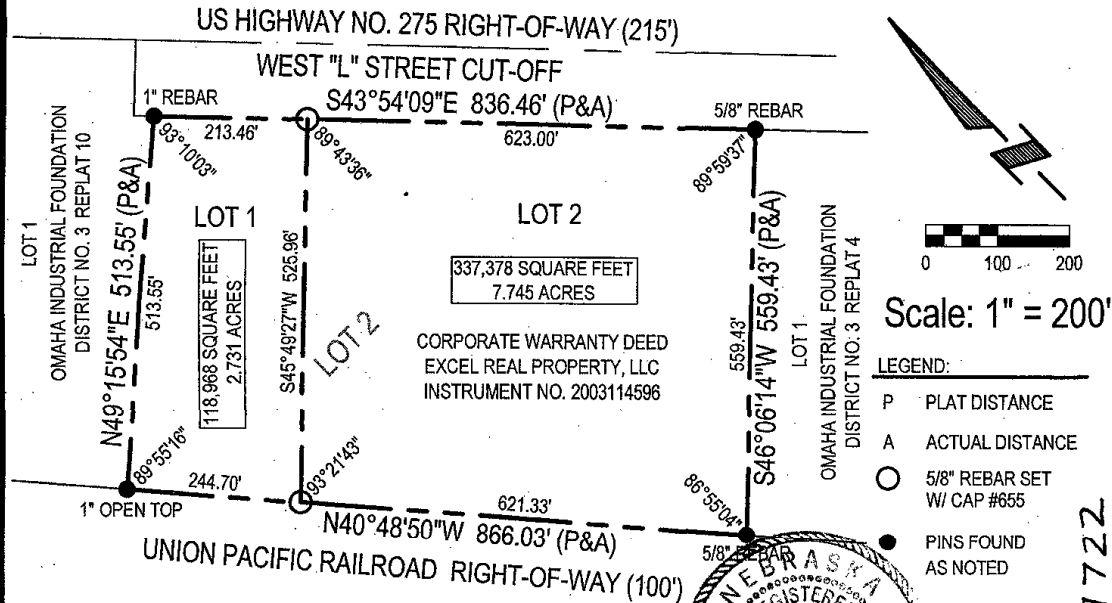 US HIGHWAY NO. 275 RIGHT-OF-WAY (215')
WEST "L" STREET CUT-OFF
S43°54'09"E 836.46' (P&A)
1" REBAR
213.46'
623.00'
5/8" REBAR
93°10'03"
89°43'36"
89°59'37"
LOT 1
OMAHA INDUSTRIAL FOUNDATION
DISTRICT NO. 3 REPLAT 10
N49°15'54"E 513.55' (P&A)
513.55'
LOT 1
118,968 SQUARE FEET
2.731 ACRES
S45°49'27"W 525.96'
LOT 2
LOT 2
337,378 SQUARE FEET
7.745 ACRES
CORPORATE WARRANTY DEED
EXCEL REAL PROPERTY, LLC
INSTRUMENT NO. 2003114596
559.43'
S46°06'14"W 559.43' (P&A)
LOT 1
OMAHA INDUSTRIAL FOUNDATION
DISTRICT NO. 3 REPLAT 4
89°55'16"
93°21'43"
86°55'04"
1" OPEN TOP
244.70'
621.33'
5/8" REBAR
N40°48'50"W 866.03' (P&A)
UNION PACIFIC RAILROAD RIGHT-OF-WAY (100')
0 100 200
Scale: 1" = 200'
LEGEND:
P PLAT DISTANCE
A ACTUAL DISTANCE
5/8" REBAR SET
W/ CAP #655
PINS FOUND
AS NOTED
NEBRASKA
1722